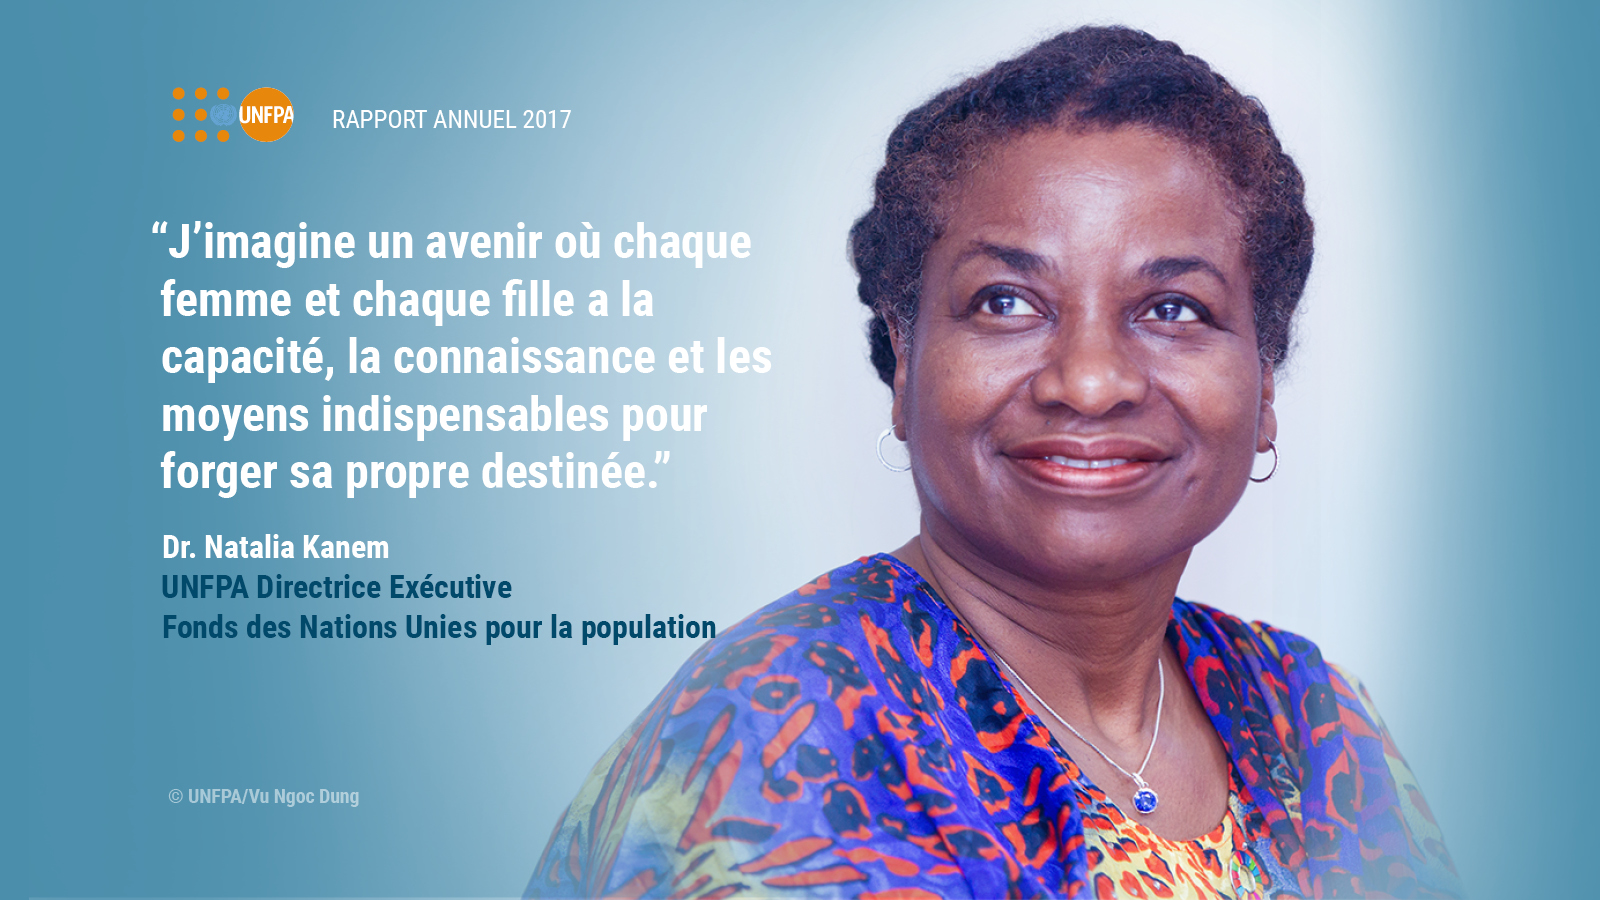 UNFPA
RAPPORT ANNUEL 2017
“J’imagine un avenir où chaque
femme et chaque fille a la
capacité, la connaissance et les
moyens indispensables pour
forger sa propre destinée.”
Dr. Natalia Kanem
UNFPA Directrice Exécutive
Fonds des Nations Unies pour la population
© UNFPA/Vu Ngoc Dung